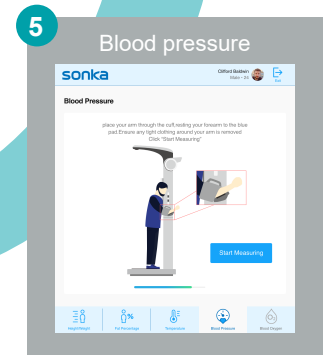 5
Blood pressure
sonka
Clifford Baldwin
Male - 24
Exit
Blood Pressure
place your arm through the cuff,resting your forearm to the blue
pad.Ensure any tight clothing around your arm is removed
Click "Start Measuring"
Start Measuring
%
Height/Weight
Fat Percentage
Temperature
Blood Pressure
Blood Oxygen